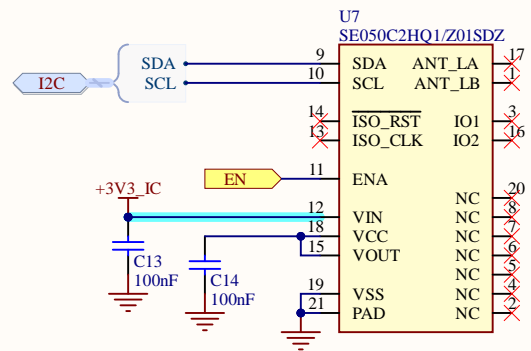 U7
SE050C2HQ1/Z01SDZ
I2C
SDA 9 SDA ANT_LA 17
SCL 10 SCL ANT_LB 1
14 ISO_RST IO1 3
13 ISO_CLK IO2 16
EN 11 ENA
+3V3_IC
NC 20
12 VIN NC 8
18 VCC NC 7
15 VOUT NC 6
C13
100nF
C14
100nF
NC 5
19 VSS NC 4
21 PAD NC 2